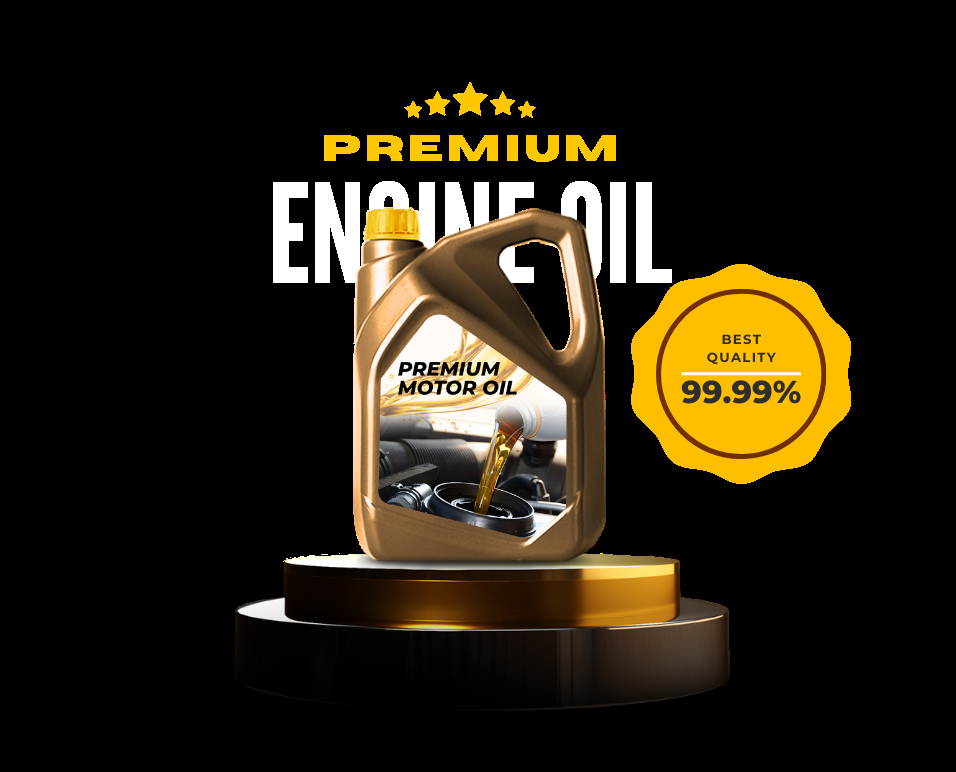 PREMIUM
ENGINE OIL
PREMIUM
MOTOR OIL
BEST
QUALITY
99.99%